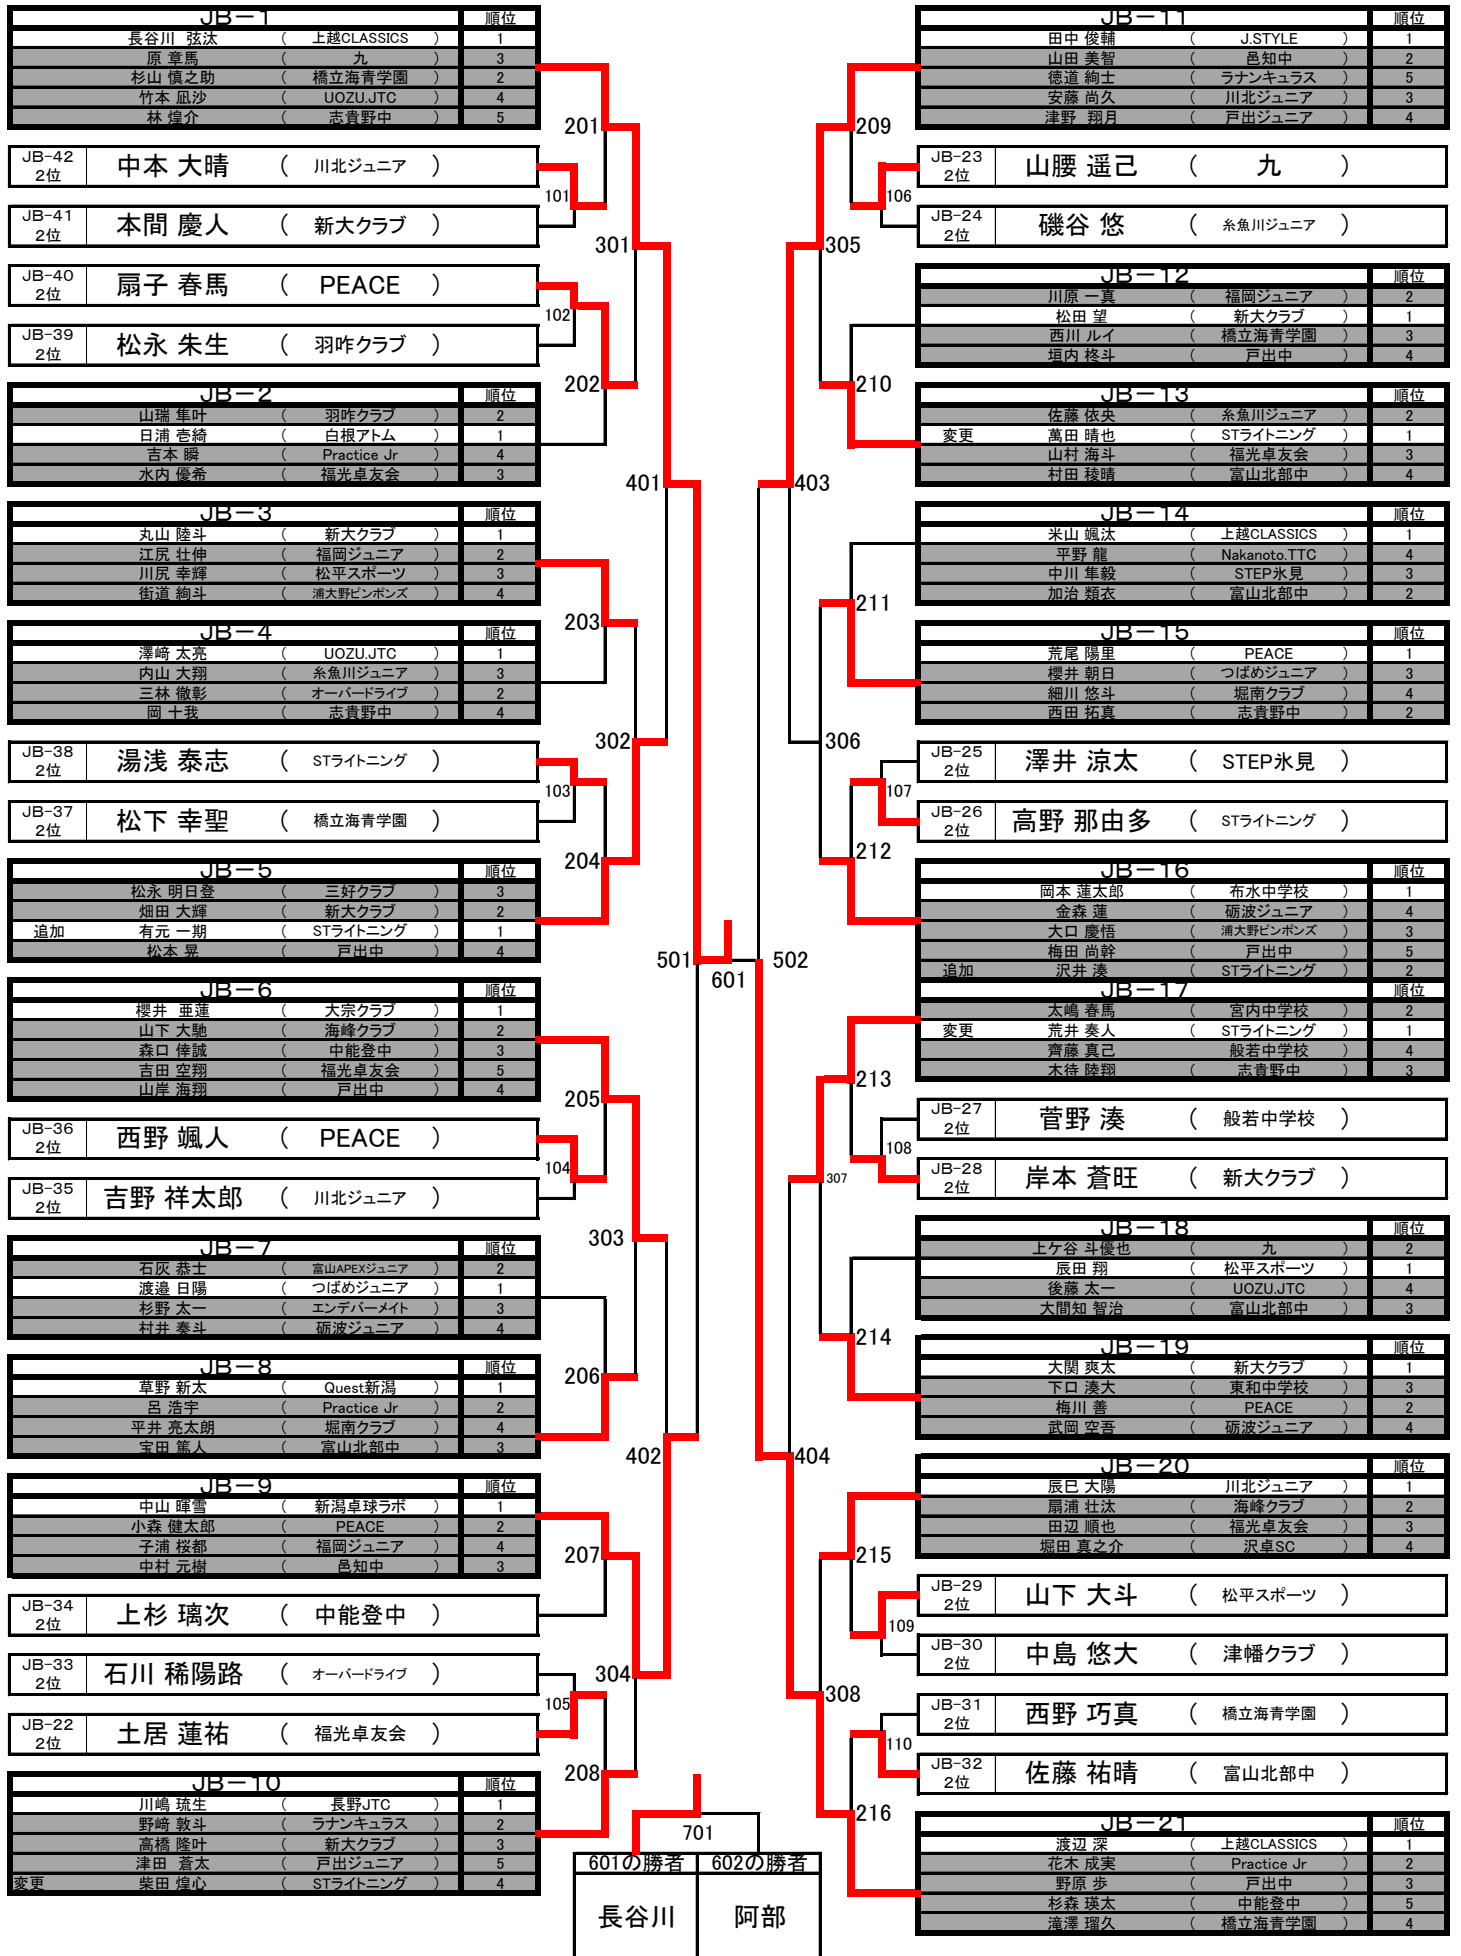 JB－1 順位
長谷川 弦汰 （ 上越CLASSICS ） 1
原 章馬 （ 九 ） 3
杉山 慎之助 （ 橋立海青学園 ） 2
竹本 凪沙 （ UOZU.JTC ） 4
林 煌介 （ 志貴野中 ） 5
JB-42 2位 中本 大晴 （ 川北ジュニア ）
JB-41 2位 本間 慶人 （ 新大クラブ ）
JB-40 2位 扇子 春馬 （ PEACE ）
JB-39 2位 松永 朱生 （ 羽咋クラブ ）
JB－2 順位
山瑞 隼叶 （ 羽咋クラブ ） 2
日浦 壱綺 （ 白根アトム ） 1
吉本 瞬 （ Practice Jr ） 4
水内 優希 （ 福光卓友会 ） 3
JB－3 順位
丸山 陸斗 （ 新大クラブ ） 1
江尻 壮伸 （ 福岡ジュニア ） 2
川尻 幸輝 （ 松平スポーツ ） 3
街道 絢斗 （ 浦大野ピンポンズ ） 4
JB－4 順位
澤﨑 太亮 （ UOZU.JTC ） 1
内山 大翔 （ 糸魚川ジュニア ） 3
三林 徹彰 （ オーバードライブ ） 2
岡 十我 （ 志貴野中 ） 4
JB-38 2位 湯浅 泰志 （ STライトニング ）
JB-37 2位 松下 幸聖 （ 橋立海青学園 ）
JB－5 順位
松永 明日登 （ 三好クラブ ） 3
畑田 大輝 （ 新大クラブ ） 2
追加 有元 一期 （ STライトニング ） 1
松本 晃 （ 戸出中 ） 4
JB－6 順位
櫻井 亜蓮 （ 大宗クラブ ） 1
山下 大馳 （ 海峰クラブ ） 2
森口 倖誠 （ 中能登中 ） 3
吉田 空翔 （ 福光卓友会 ） 5
山岸 海翔 （ 戸出中 ） 4
JB-36 2位 西野 颯人 （ PEACE ）
JB-35 2位 吉野 祥太郎 （ 川北ジュニア ）
JB－7 順位
石灰 恭士 （ 富山APEXジュニア ） 2
渡邉 日陽 （ つばめジュニア ） 1
杉野 太一 （ エンデバーメイト ） 3
村井 奏斗 （ 砺波ジュニア ） 4
JB－8 順位
草野 新太 （ Quest新潟 ） 1
呂 浩宇 （ Practice Jr ） 2
平井 亮太朗 （ 堀南クラブ ） 4
宝田 篤人 （ 富山北部中 ） 3
JB－9 順位
中山 暉雪 （ 新潟卓球ラボ ） 1
小森 健太郎 （ PEACE ） 2
子浦 桜都 （ 福岡ジュニア ） 4
中村 元樹 （ 邑知中 ） 3
JB-34 2位 上杉 璃次 （ 中能登中 ）
JB-33 2位 石川 稀陽路 （ オーバードライブ ）
JB-22 2位 土居 蓮祐 （ 福光卓友会 ）
JB－10 順位
川嶋 琉生 （ 長野JTC ） 1
野﨑 敦斗 （ ラナンキュラス ） 2
高橋 隆叶 （ 新大クラブ ） 3
津田 蒼太 （ 戸出ジュニア ） 5
変更 柴田 煌心 （ STライトニング ） 4
201
101
301
102
202
401
203
302
103
204
501
205
104
303
206
402
207
304
105
208
601
701
601の勝者 602の勝者
長谷川 阿部
209
106
305
210
403
211
306
107
212
502
213
108
307
214
404
215
109
308
110
216
JB－11 順位
田中 俊輔 （ J.STYLE ） 1
山田 美智 （ 邑知中 ） 2
徳道 絢士 （ ラナンキュラス ） 5
安藤 尚久 （ 川北ジュニア ） 3
津野 翔月 （ 戸出ジュニア ） 4
JB-23 2位 山腰 遥己 （ 九 ）
JB-24 2位 磯谷 悠 （ 糸魚川ジュニア ）
JB－12 順位
川原 一真 （ 福岡ジュニア ） 2
松田 望 （ 新大クラブ ） 1
西川 ルイ （ 橋立海青学園 ） 3
垣内 柊斗 （ 戸出中 ） 4
JB－13 順位
佐藤 依央 （ 糸魚川ジュニア ） 2
変更 萬田 晴也 （ STライトニング ） 1
山村 海斗 （ 福光卓友会 ） 3
村田 稜晴 （ 富山北部中 ） 4
JB－14 順位
米山 颯汰 （ 上越CLASSICS ） 1
平野 龍 （ Nakanoto.TTC ） 4
中川 隼毅 （ STEP氷見 ） 3
加治 類衣 （ 富山北部中 ） 2
JB－15 順位
荒尾 陽里 （ PEACE ） 1
櫻井 朝日 （ つばめジュニア ） 3
細川 悠斗 （ 堀南クラブ ） 4
西田 拓真 （ 志貴野中 ） 2
JB-25 2位 澤井 涼太 （ STEP氷見 ）
JB-26 2位 高野 那由多 （ STライトニング ）
JB－16 順位
岡本 蓮太郎 （ 布水中学校 ） 1
金森 蓮 （ 砺波ジュニア ） 4
大口 慶悟 （ 浦大野ピンポンズ ） 3
梅田 尚幹 （ 戸出中 ） 5
追加 沢井 湊 （ STライトニング ） 2
JB－17 順位
太嶋 春馬 （ 宮内中学校 ） 2
変更 荒井 奏人 （ STライトニング ） 1
齊藤 真己 般若中学校 ） 4
木待 陸翔 （ 志貴野中 ） 3
JB-27 2位 菅野 湊 （ 般若中学校 ）
JB-28 2位 岸本 蒼旺 （ 新大クラブ ）
JB－18 順位
上ケ谷 斗優也 （ 九 ） 2
辰田 翔 （ 松平スポーツ ） 1
後藤 太一 （ UOZU.JTC ） 4
大間知 智治 （ 富山北部中 ） 3
JB－19 順位
大関 爽太 （ 新大クラブ ） 1
下口 湊大 （ 東和中学校 ） 3
梅川 善 （ PEACE ） 2
武岡 空吾 （ 砺波ジュニア ） 4
JB－20 順位
辰巳 大陽 （ 川北ジュニア ） 1
扇浦 壮汰 （ 海峰クラブ ） 2
田辺 順也 （ 福光卓友会 ） 3
堀田 真之介 （ 沢卓SC ） 4
JB-29 2位 山下 大斗 （ 松平スポーツ ）
JB-30 2位 中島 悠大 （ 津幡クラブ ）
JB-31 2位 西野 巧真 （ 橋立海青学園 ）
JB-32 2位 佐藤 祐晴 （ 富山北部中 ）
JB－21 順位
渡辺 深 （ 上越CLASSICS ） 1
花木 成実 （ Practice Jr ） 2
野原 歩 （ 戸出中 ） 3
杉森 瑛太 （ 中能登中 ） 5
滝澤 瑠久 （ 橋立海青学園 ） 4